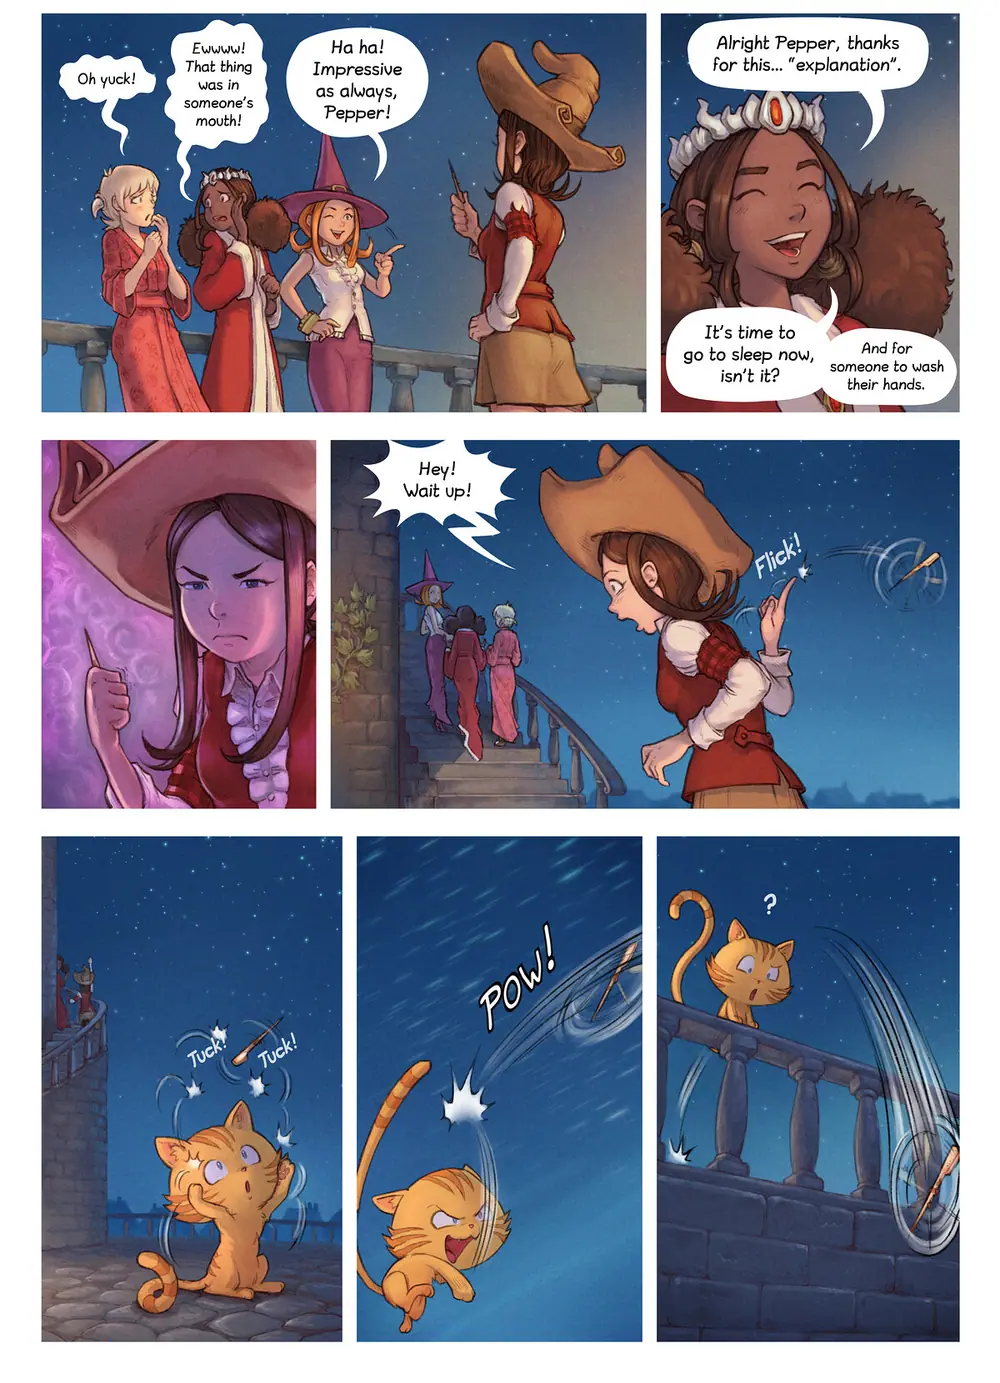 Oh yuck!
Ewwww!
That thing
was in
someone's
mouth!
Ha ha!
Impressive
as always,
Pepper!
Alright Pepper, thanks
for this... “explanation”.
It's time to
go to sleep now,
isn't it?
And for
someone to wash
their hands.
Hey!
Wait up!
Flick!
Tuck!
Tuck!
POW!
?